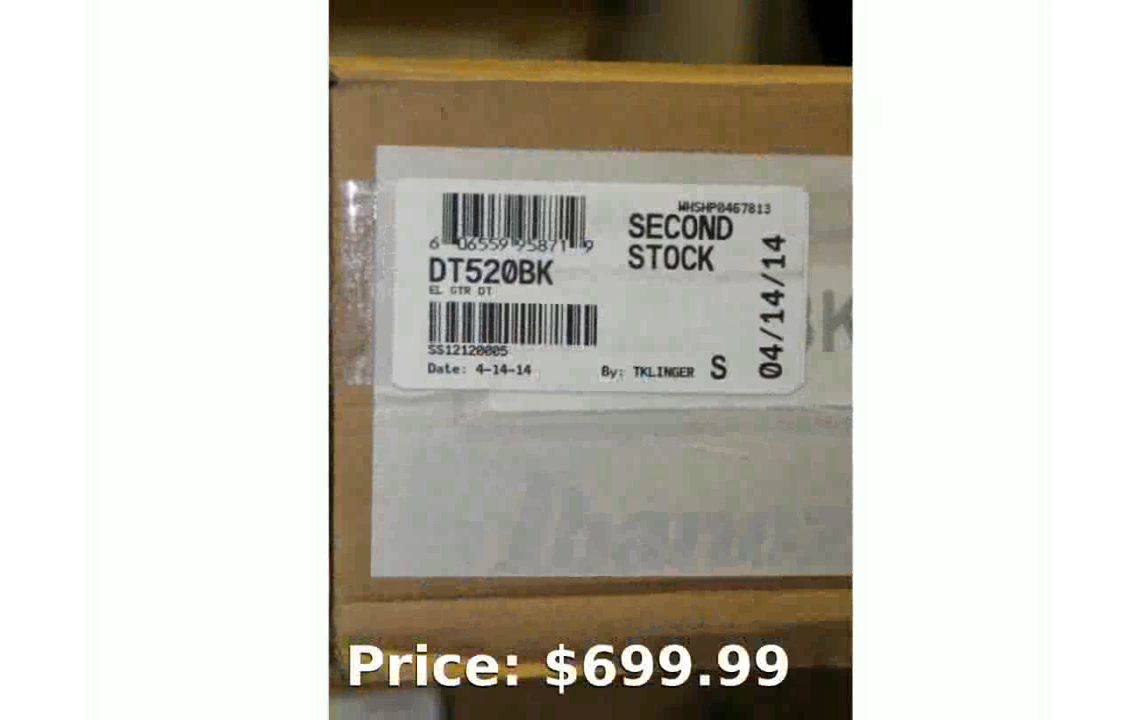 WHSHP0467813
SECOND
STOCK
6 06559 95871 9
DT520BK
EL GTR DT
SS12120005
Date: 4-14-14
By: TKLINGER S
04/14/14
Ibanez
Price: $699.99